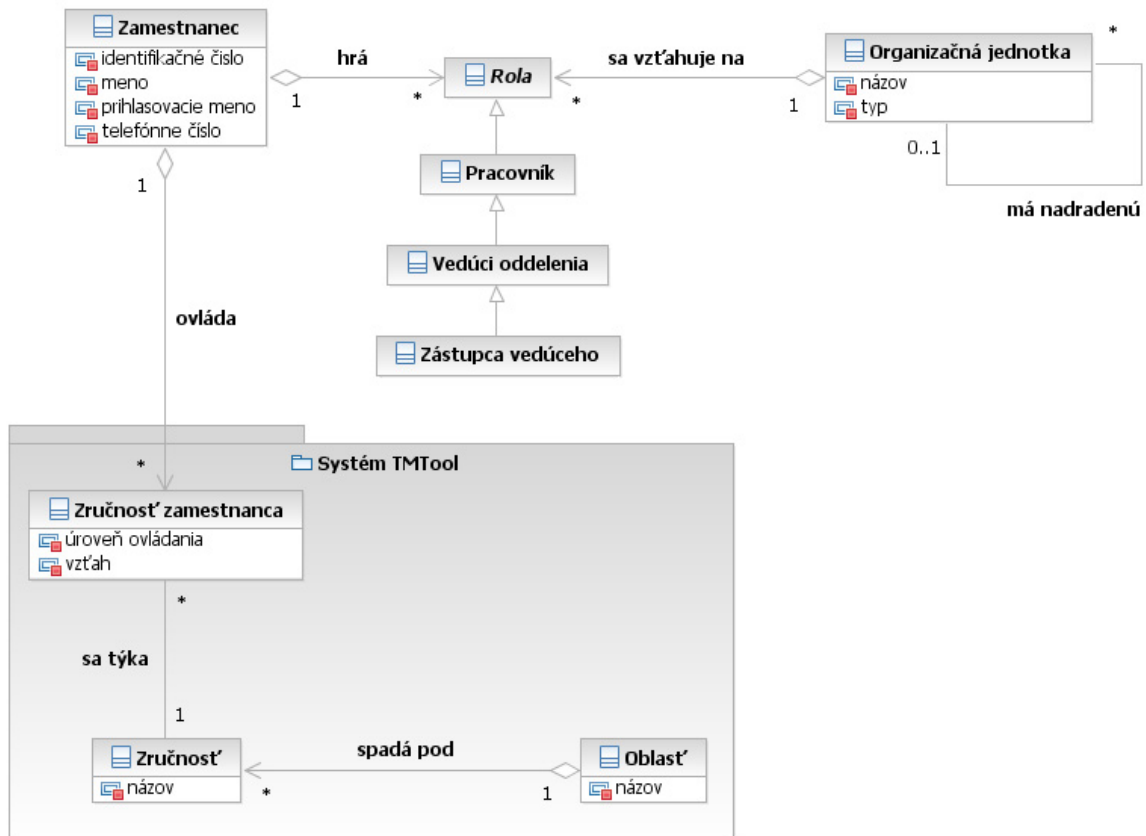 Zamestnanec
identifikačné čislo
meno
prihlasovacie meno
telefónne číslo
1
hrá
*
Rola
sa vzťahuje na
*
1
Organizačná jednotka
názov
typ
*
0..1
má nadradenú
Pracovník
Vedúci oddelenia
Zástupca vedúceho
1
ovláda
*
Systém TMTool
Zručnosť zamestnanca
úroveň ovládania
vzťah
*
sa týka
1
Zručnosť
názov
*
spadá pod
1
Oblasť
názov